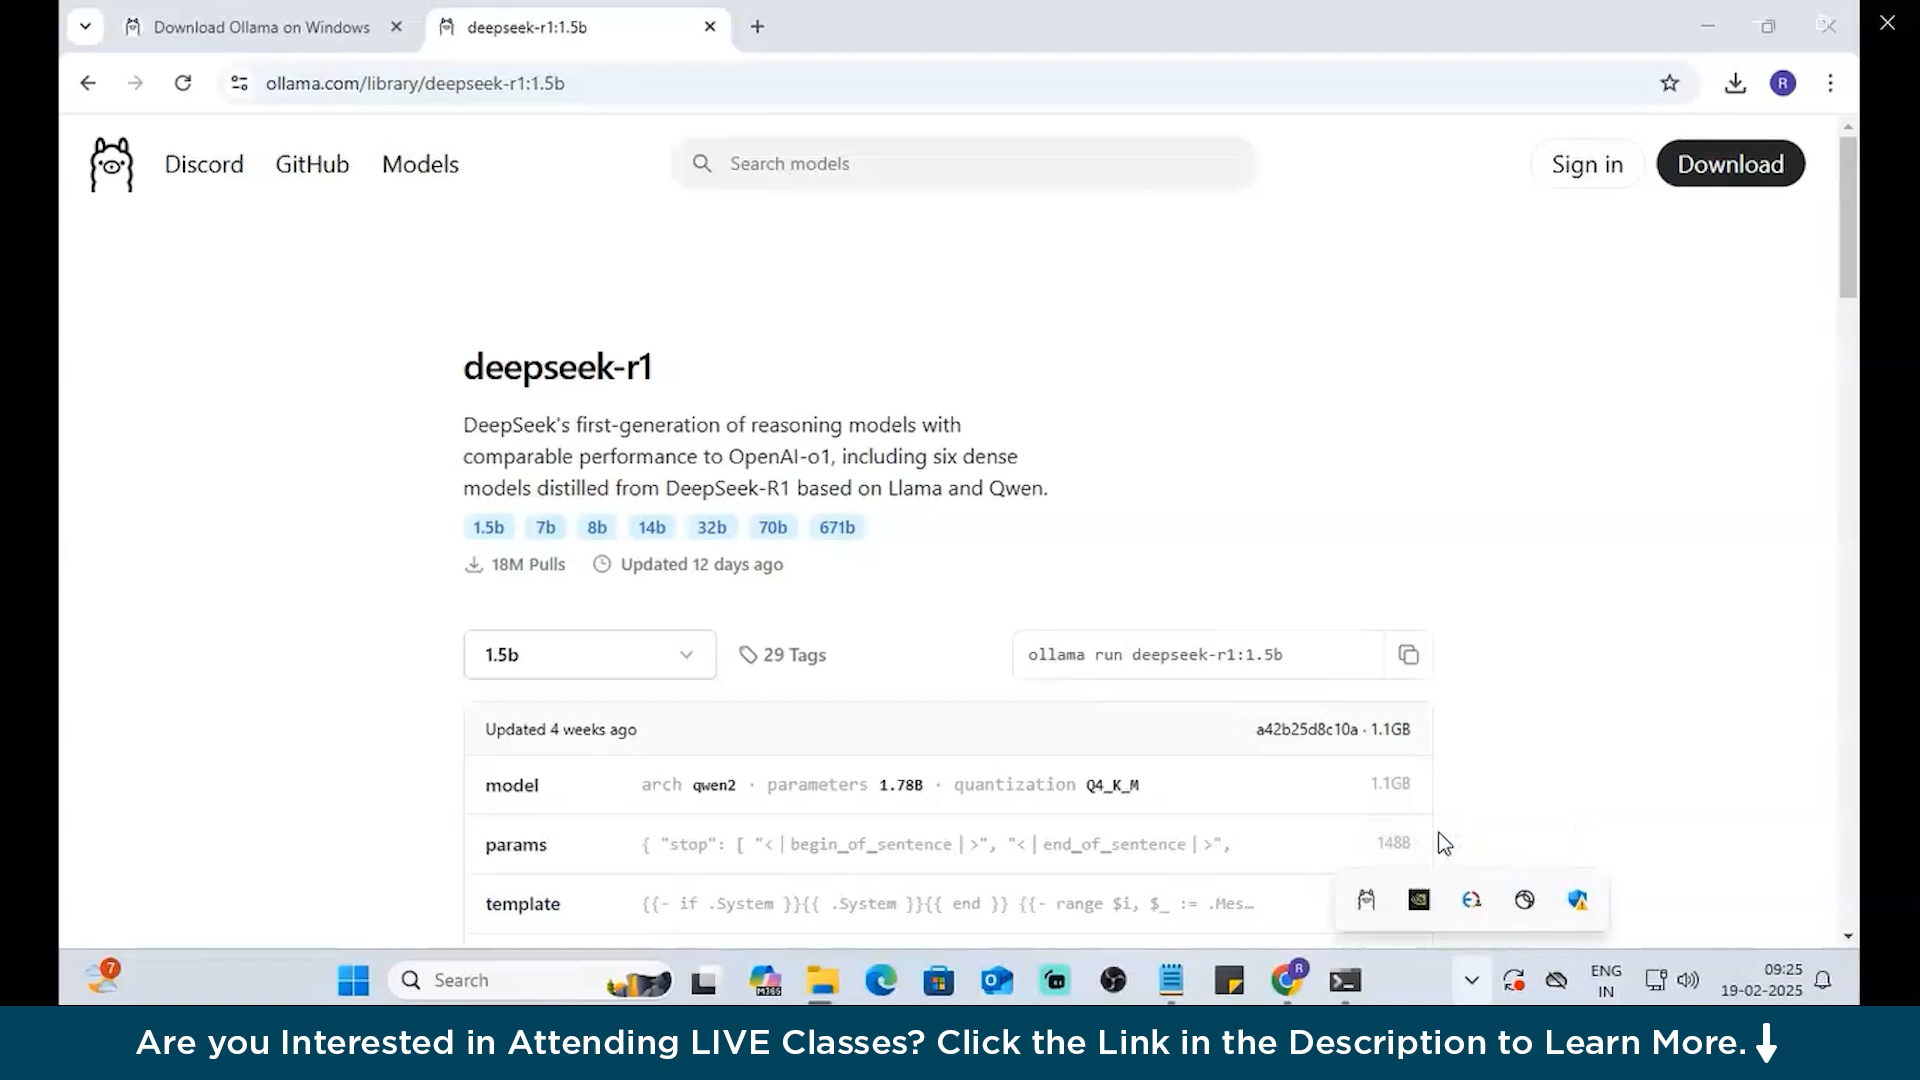 Download Ollama on Windows
deepseek-r1:1.5b
ollama.com/library/deepseek-r1:1.5b
R
Discord
GitHub
Models
Search models
Sign in
Download
deepseek-r1
DeepSeek's first-generation of reasoning models with
comparable performance to OpenAI-o1, including six dense
models distilled from DeepSeek-R1 based on Llama and Qwen.
1.5b 7b 8b 14b 32b 70b 671b
18M Pulls Updated 12 days ago
1.5b
29 Tags
ollama run deepseek-r1:1.5b
Updated 4 weeks ago
a42b25d8c10a · 1.1GB
model arch qwen2 · parameters 1.78B · quantization Q4_K_M 1.1GB
params { "stop": [ "<|begin_of_sentence|>", "<|end_of_sentence|>", 148B
template {{- if .System }}{{ .System }}{{ end }} {{- range $i, $_ := .Mes…
7
Search
M365
R
ENG
IN
09:25
19-02-2025
Are you Interested in Attending LIVE Classes? Click the Link in the Description to Learn More.